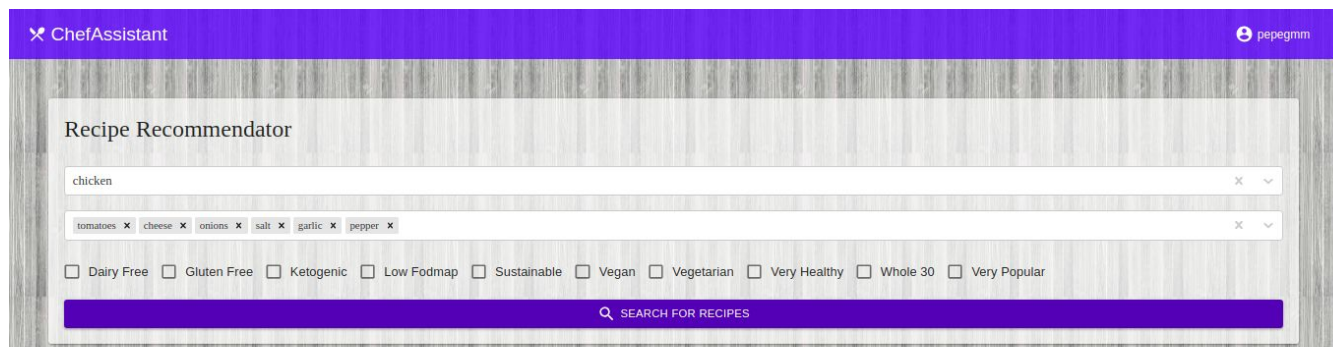 ChefAssistant pepegmm
Recipe Recommendator
chicken
tomatoes x cheese x onions x salt x garlic x pepper x
Dairy Free Gluten Free Ketogenic Low Fodmap Sustainable Vegan Vegetarian Very Healthy Whole 30 Very Popular
SEARCH FOR RECIPES